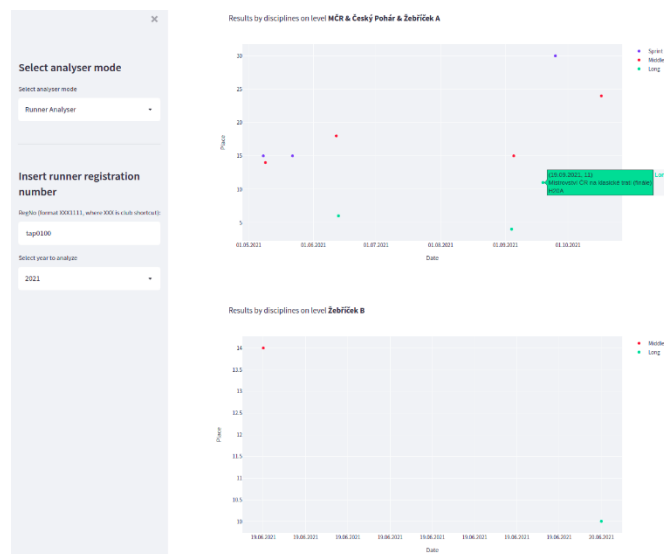 ×
Select analyser mode
Select analyser mode
Runner Analyser
Insert runner registration
number
RegNo (format XXX1111, where XXX is club shortcut):
tap0100
Select year to analyze
2021
Results by disciplines on level MČR & Český Pohár & Žebříček A
30
25
20
15
10
5
Place
01.05.2021 01.06.2021 01.07.2021 01.08.2021 01.09.2021 01.10.2021
Date
Sprint
Middle
Long
(19.09.2021, 11)
Mistrovství ČR na klasické trati (finále)
Lon
Results by disciplines on level Žebříček B
14
13.5
13
12.5
12
11.5
11
10.5
10
Place
19.06.2021 19.06.2021 19.06.2021 19.06.2021 19.06.2021 19.06.2021 19.06.2021 19.06.2021 20.06.2021
Date
Middle
Long